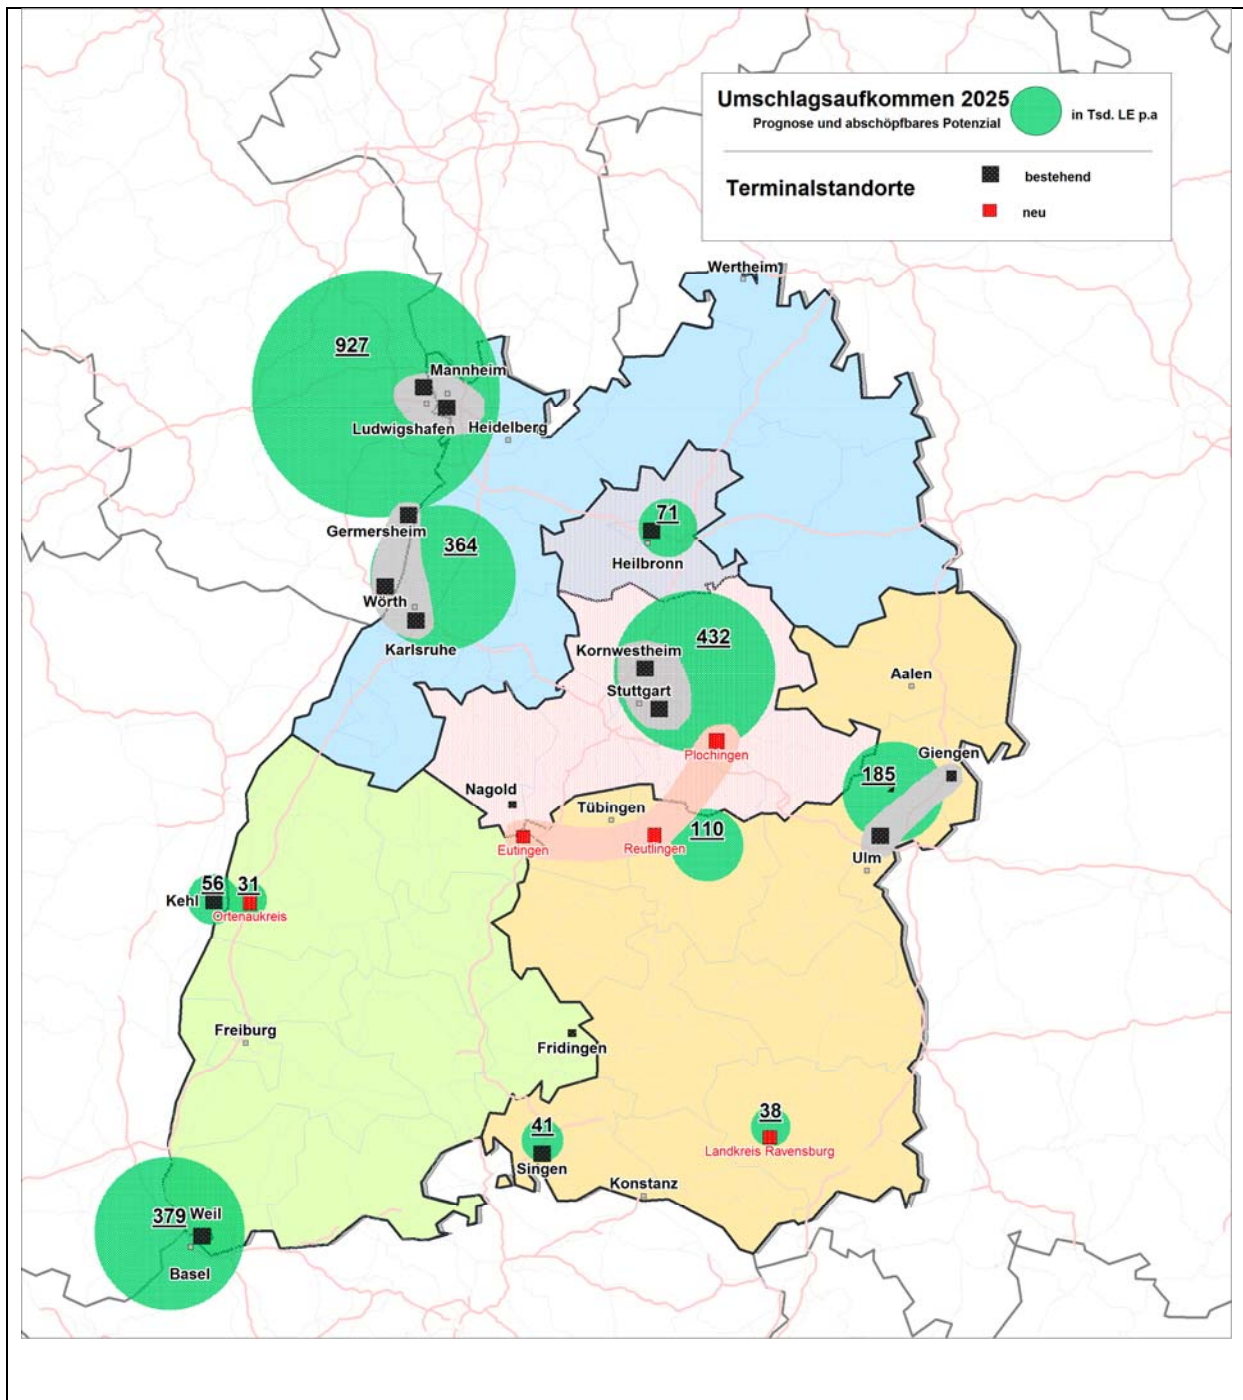 Umschlagsaufkommen 2025
Prognose und abschöpfbares Potenzial
in Tsd. LE p.a
Terminalstandorte
bestehend
neu
Wertheim
927
Mannheim
Ludwigshafen
Heidelberg
Germersheim
364
71
Heilbronn
Wörth
Karlsruhe
432
Kornwestheim
Stuttgart
Aalen
Plochingen
Giengen
185
Nagold
Tübingen
110
Eutingen
Reutlingen
Ulm
56
31
Kehl
Ortenaukreis
Freiburg
Fridingen
41
Singen
38
Landkreis Ravensburg
Konstanz
379
Weil
Basel